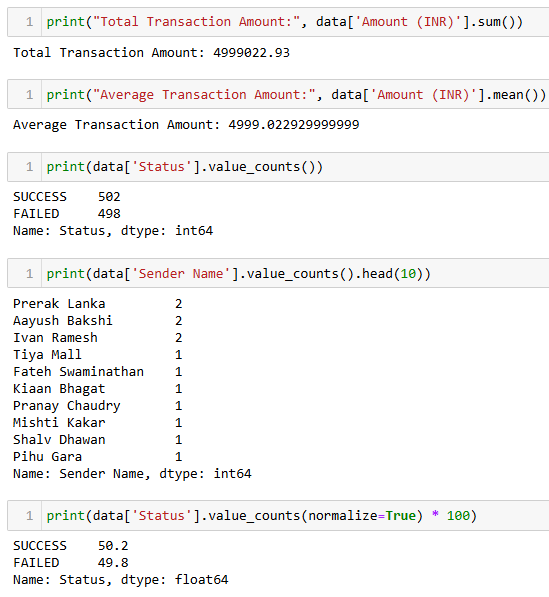 1 print("Total Transaction Amount:", data['Amount (INR)'].sum())
Total Transaction Amount: 4999022.93
1 print("Average Transaction Amount:", data['Amount (INR)'].mean())
Average Transaction Amount: 4999.022929999999
1 print(data['Status'].value_counts())
SUCCESS    502
FAILED     498
Name: Status, dtype: int64
1 print(data['Sender Name'].value_counts().head(10))
Prerak Lanka         2
Aayush Bakshi        2
Ivan Ramesh          2
Tiya Mall            1
Fateh Swaminathan    1
Kiaan Bhagat         1
Pranay Chaudry       1
Mishti Kakar         1
Shalv Dhawan         1
Pihu Gara            1
Name: Sender Name, dtype: int64
1 print(data['Status'].value_counts(normalize=True) * 100)
SUCCESS    50.2
FAILED     49.8
Name: Status, dtype: float64